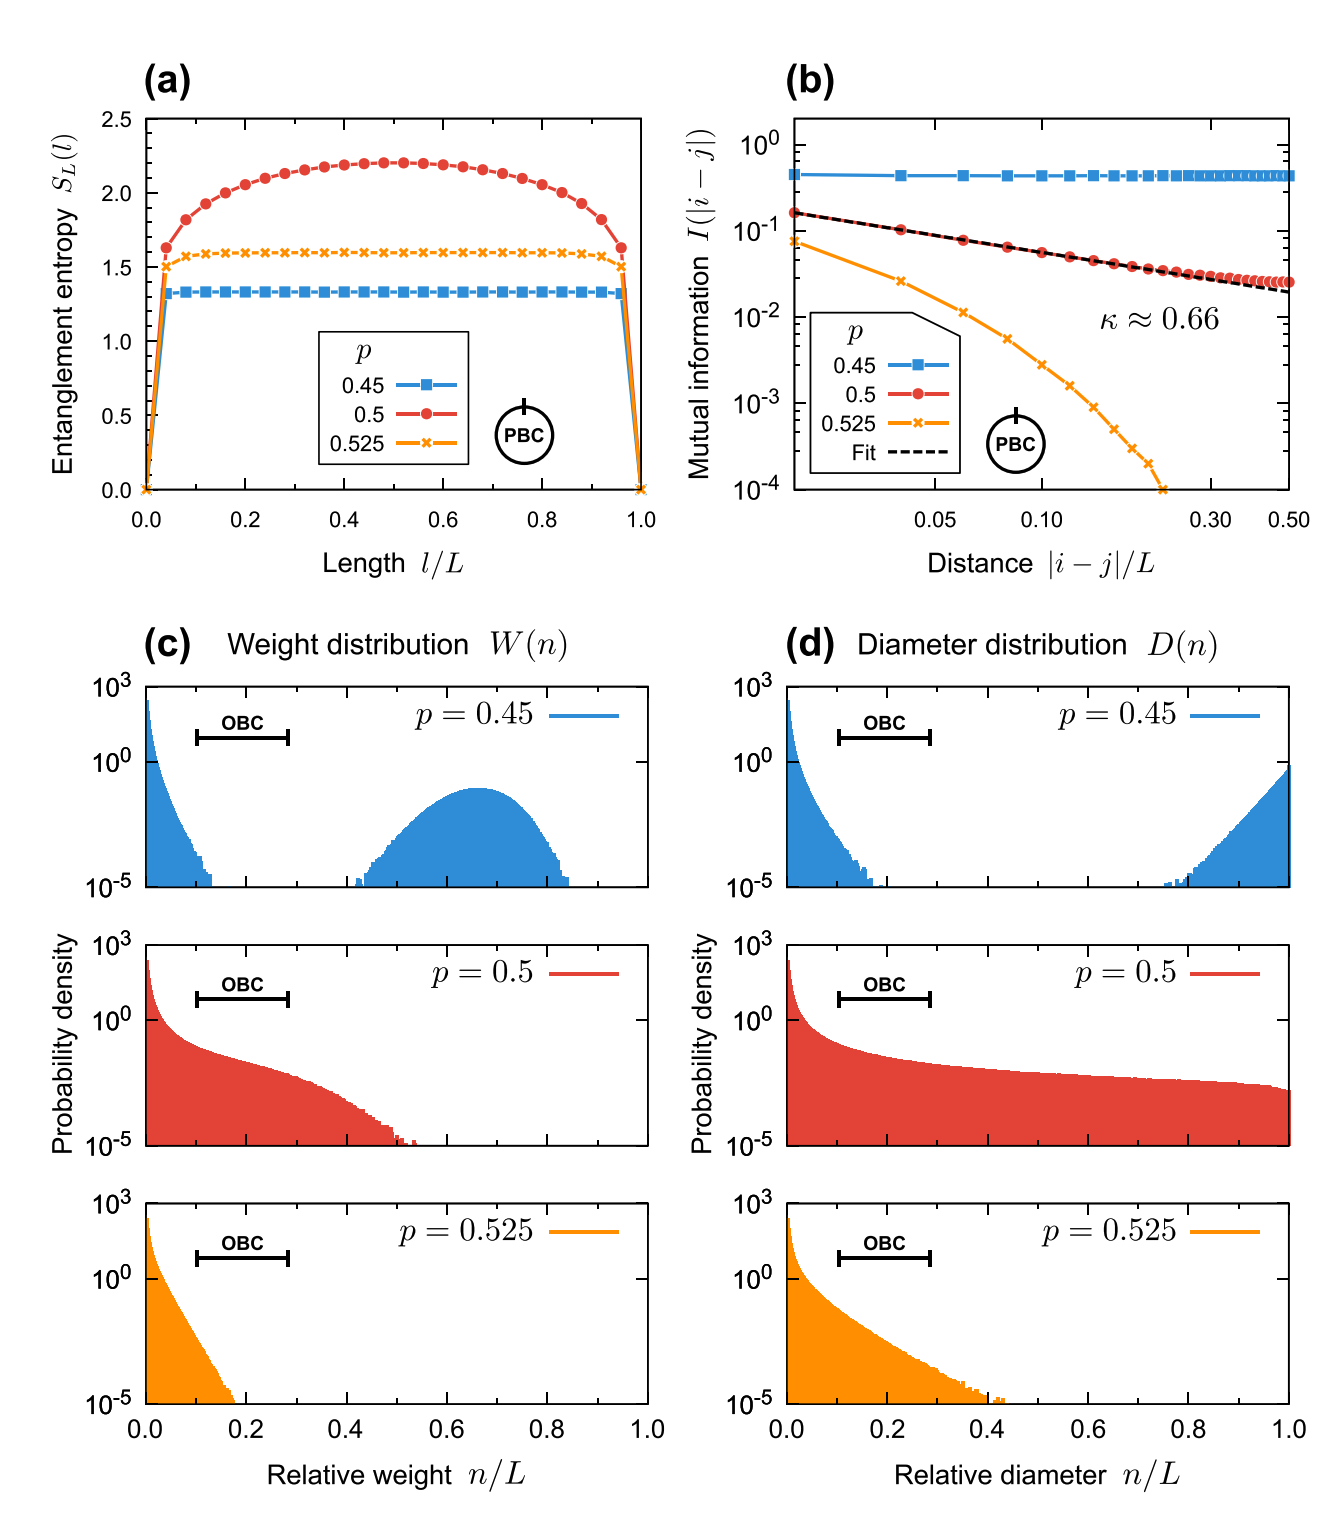 (a)
Entanglement entropy S_L(l)
2.5
2.0
1.5
1.0
0.5
0.0
p
0.45
0.5
0.525
PBC
0.0 0.2 0.4 0.6 0.8 1.0
Length l/L
(b)
Mutual information I(|i − j|)
10^0
10^-1
10^-2
10^-3
10^-4
κ ≈ 0.66
p
0.45
0.5
0.525
Fit
PBC
0.05 0.10 0.30 0.50
Distance |i − j|/L
(c) Weight distribution W(n)
10^3
10^0
10^-5
OBC
p = 0.45
Probability density
10^3
10^0
10^-5
OBC
p = 0.5
10^3
10^0
10^-5
OBC
p = 0.525
0.0 0.2 0.4 0.6 0.8 1.0
Relative weight n/L
(d) Diameter distribution D(n)
10^3
10^0
10^-5
OBC
p = 0.45
Probability density
10^3
10^0
10^-5
OBC
p = 0.5
10^3
10^0
10^-5
OBC
p = 0.525
0.0 0.2 0.4 0.6 0.8 1.0
Relative diameter n/L